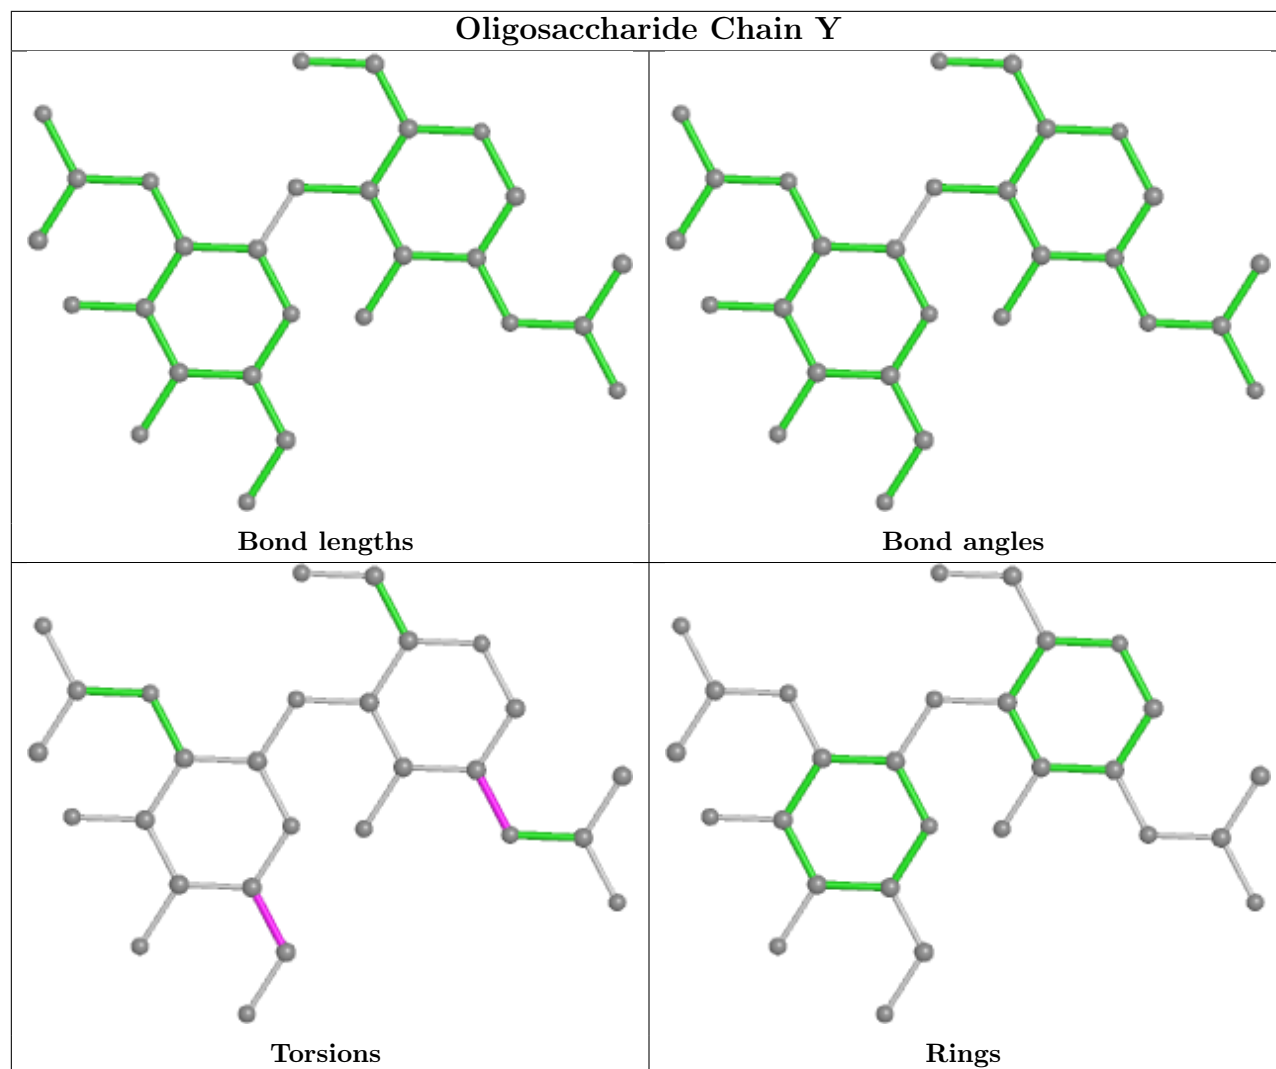 Oligosaccharide Chain Y
Bond lengths
Bond angles
Torsions
Rings